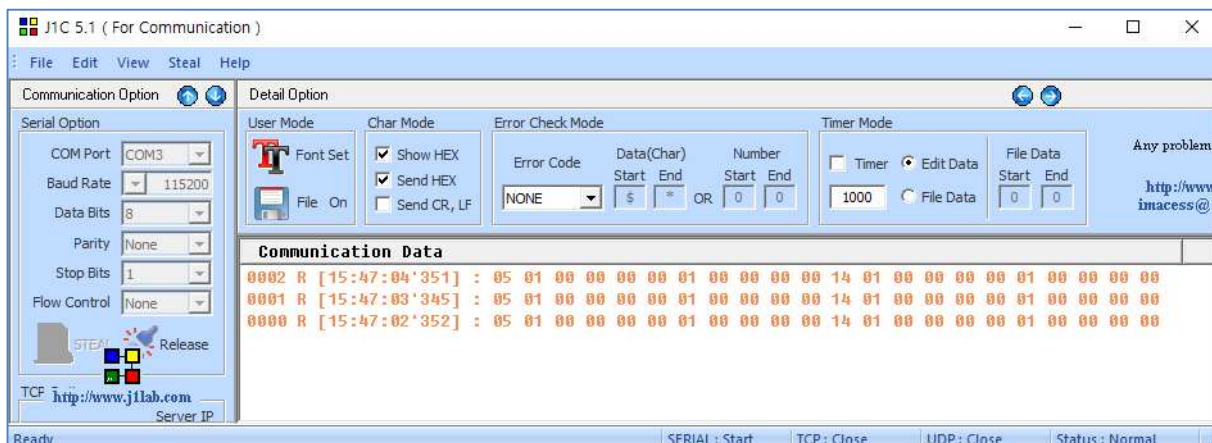 J1C 5.1 ( For Communication )
File Edit View Steal Help
Communication Option
Serial Option
COM Port COM3
Baud Rate 115200
Data Bits 8
Parity None
Stop Bits 1
Flow Control None
STEAL Release
TCP
http://www.j1lab.com
Server IP
Detail Option
User Mode
Font Set
File On
Char Mode
Show HEX
Send HEX
Send CR, LF
Error Check Mode
Error Code
NONE
Data(Char) Number
Start End Start End
$ * OR 0 0
Timer Mode
Timer Edit Data
1000 File Data
File Data
Start End
0 0
Any problem
http://www
imacess@
Communication Data
0002 R [15:47:04'351] : 05 01 00 00 00 00 01 00 00 00 00 14 01 00 00 00 00 01 00 00 00 00
0001 R [15:47:03'345] : 05 01 00 00 00 00 01 00 00 00 00 14 01 00 00 00 00 01 00 00 00 00
0000 R [15:47:02'352] : 05 01 00 00 00 00 01 00 00 00 00 14 01 00 00 00 00 01 00 00 00 00
Ready SERIAL : Start TCP : Close UDP : Close Status : Normal